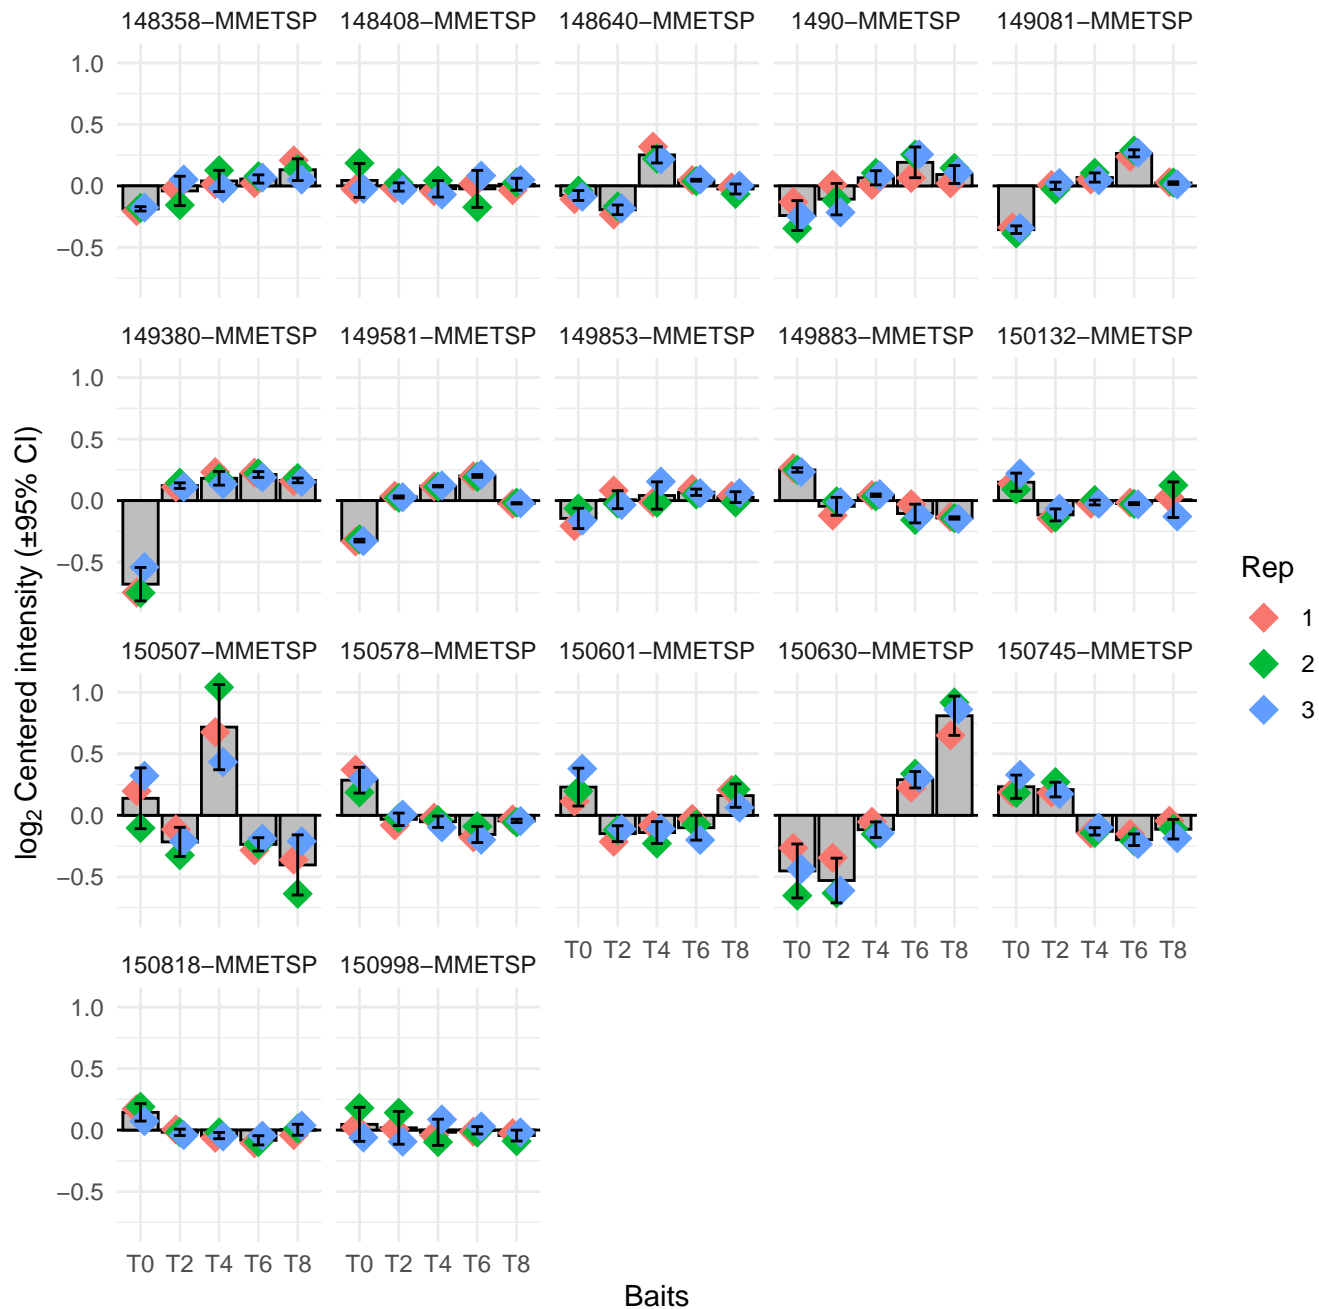 148358−MMETSP 148408−MMETSP 148640−MMETSP 1490−MMETSP 149081−MMETSP
1.0
0.5
0.0
−0.5
149380−MMETSP 149581−MMETSP 149853−MMETSP 149883−MMETSP 150132−MMETSP
1.0
0.5
0.0
−0.5
log2 Centered intensity (±95% CI)
Rep
1
2
3
150507−MMETSP 150578−MMETSP 150601−MMETSP 150630−MMETSP 150745−MMETSP
1.0
0.5
0.0
−0.5
T0 T2 T4 T6 T8 T0 T2 T4 T6 T8 T0 T2 T4 T6 T8
150818−MMETSP 150998−MMETSP
1.0
0.5
0.0
−0.5
T0 T2 T4 T6 T8 T0 T2 T4 T6 T8
Baits